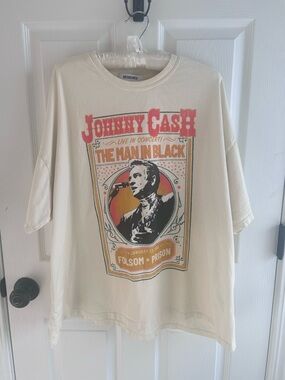 JOHNNY CASH
LIVE IN CONCERT
THE MAN IN BLACK
FOLSOM PRISON